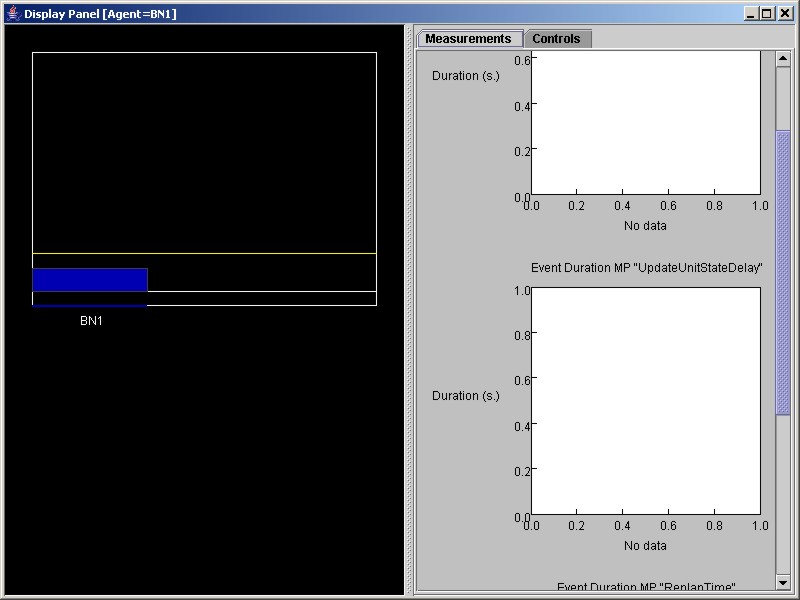 Display Panel [Agent=BN1]
Measurements
Controls
0.6
Duration (s.)
0.4
0.2
0.0
0.0 0.2 0.4 0.6 0.8 1.0
No data
Event Duration MP "UpdateUnitStateDelay"
1.0
0.8
0.6
Duration (s.)
0.4
0.2
0.0
0.0 0.2 0.4 0.6 0.8 1.0
No data
Event Duration MP "ReplanTime"
BN1